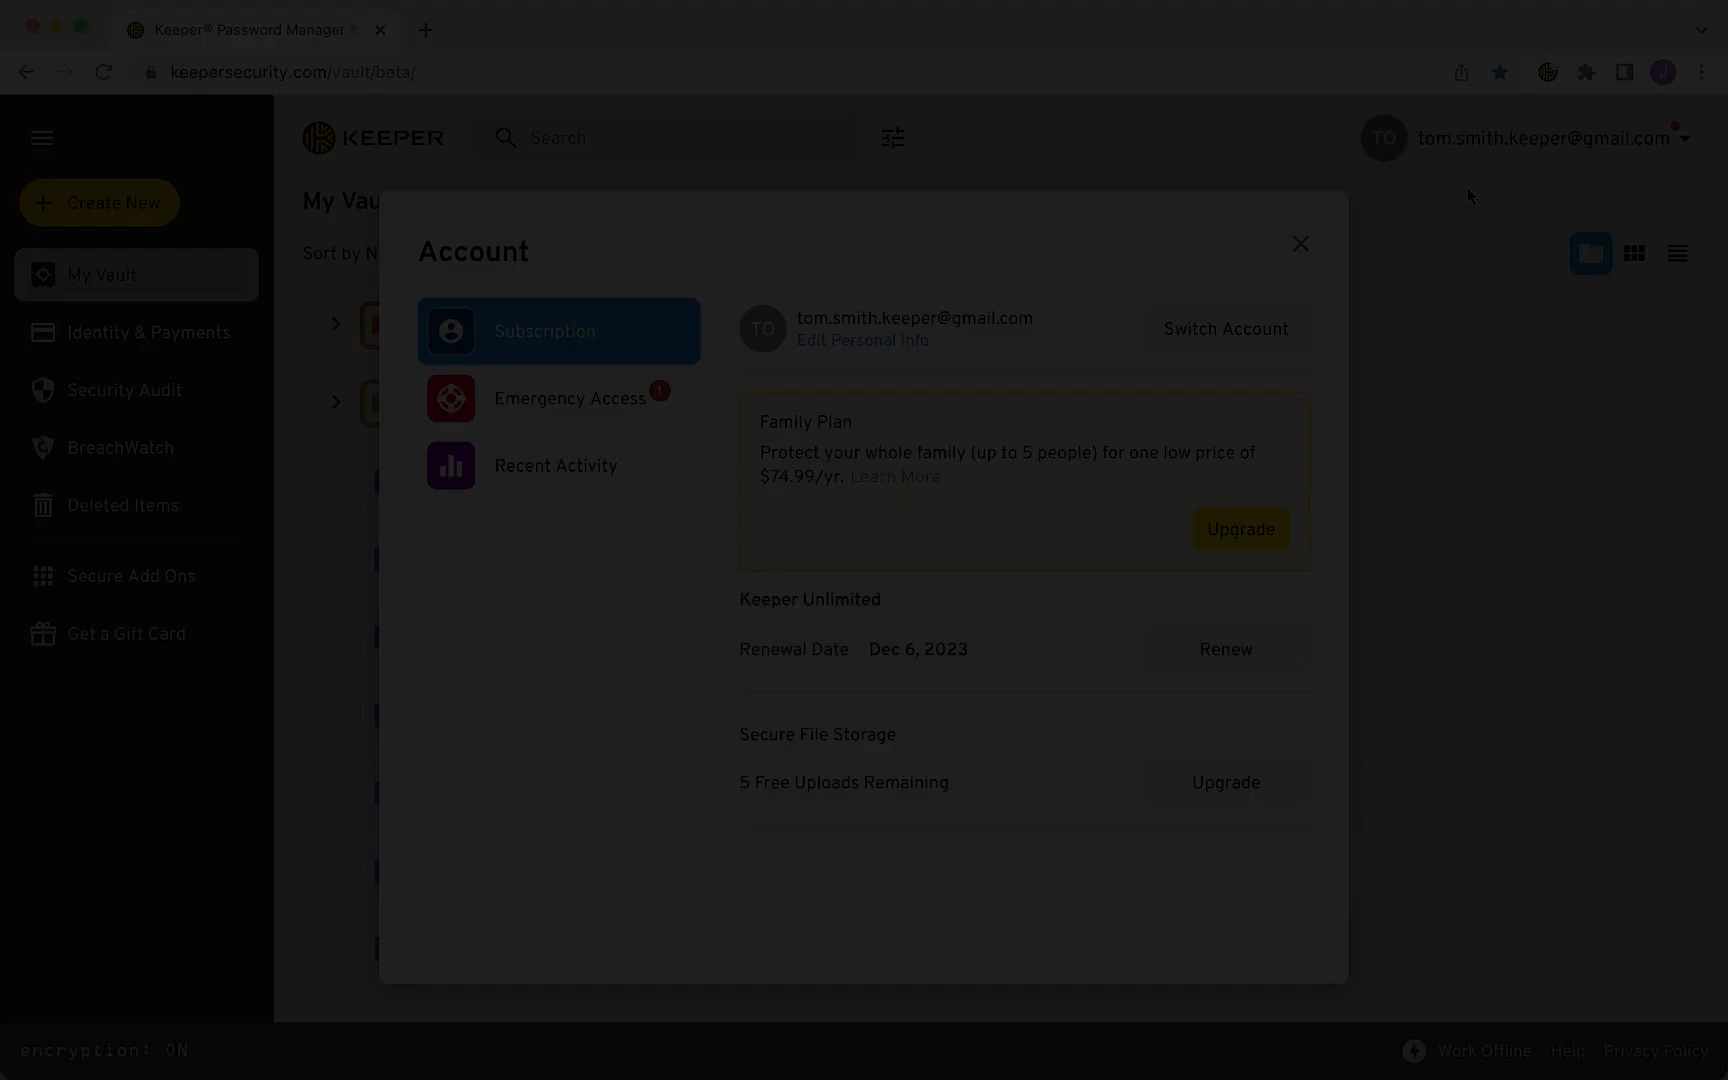 Keeper® Password Manager
keepersecurity.com/vault/beta/
J
KEEPER
Search
TO
tom.smith.keeper@gmail.com
Create New
My Vault
Identity & Payments
Security Audit
BreachWatch
Deleted Items
Secure Add Ons
Get a Gift Card
My Vau
Sort by N
Account
Subscription
Emergency Access
1
Recent Activity
TO
tom.smith.keeper@gmail.com
Edit Personal Info
Switch Account
Family Plan
Protect your whole family (up to 5 people) for one low price of
$74.99/yr. Learn More
Upgrade
Keeper Unlimited
Renewal Date Dec 6, 2023
Renew
Secure File Storage
5 Free Uploads Remaining
Upgrade
encryption: ON
Work Offline
Help
Privacy Policy